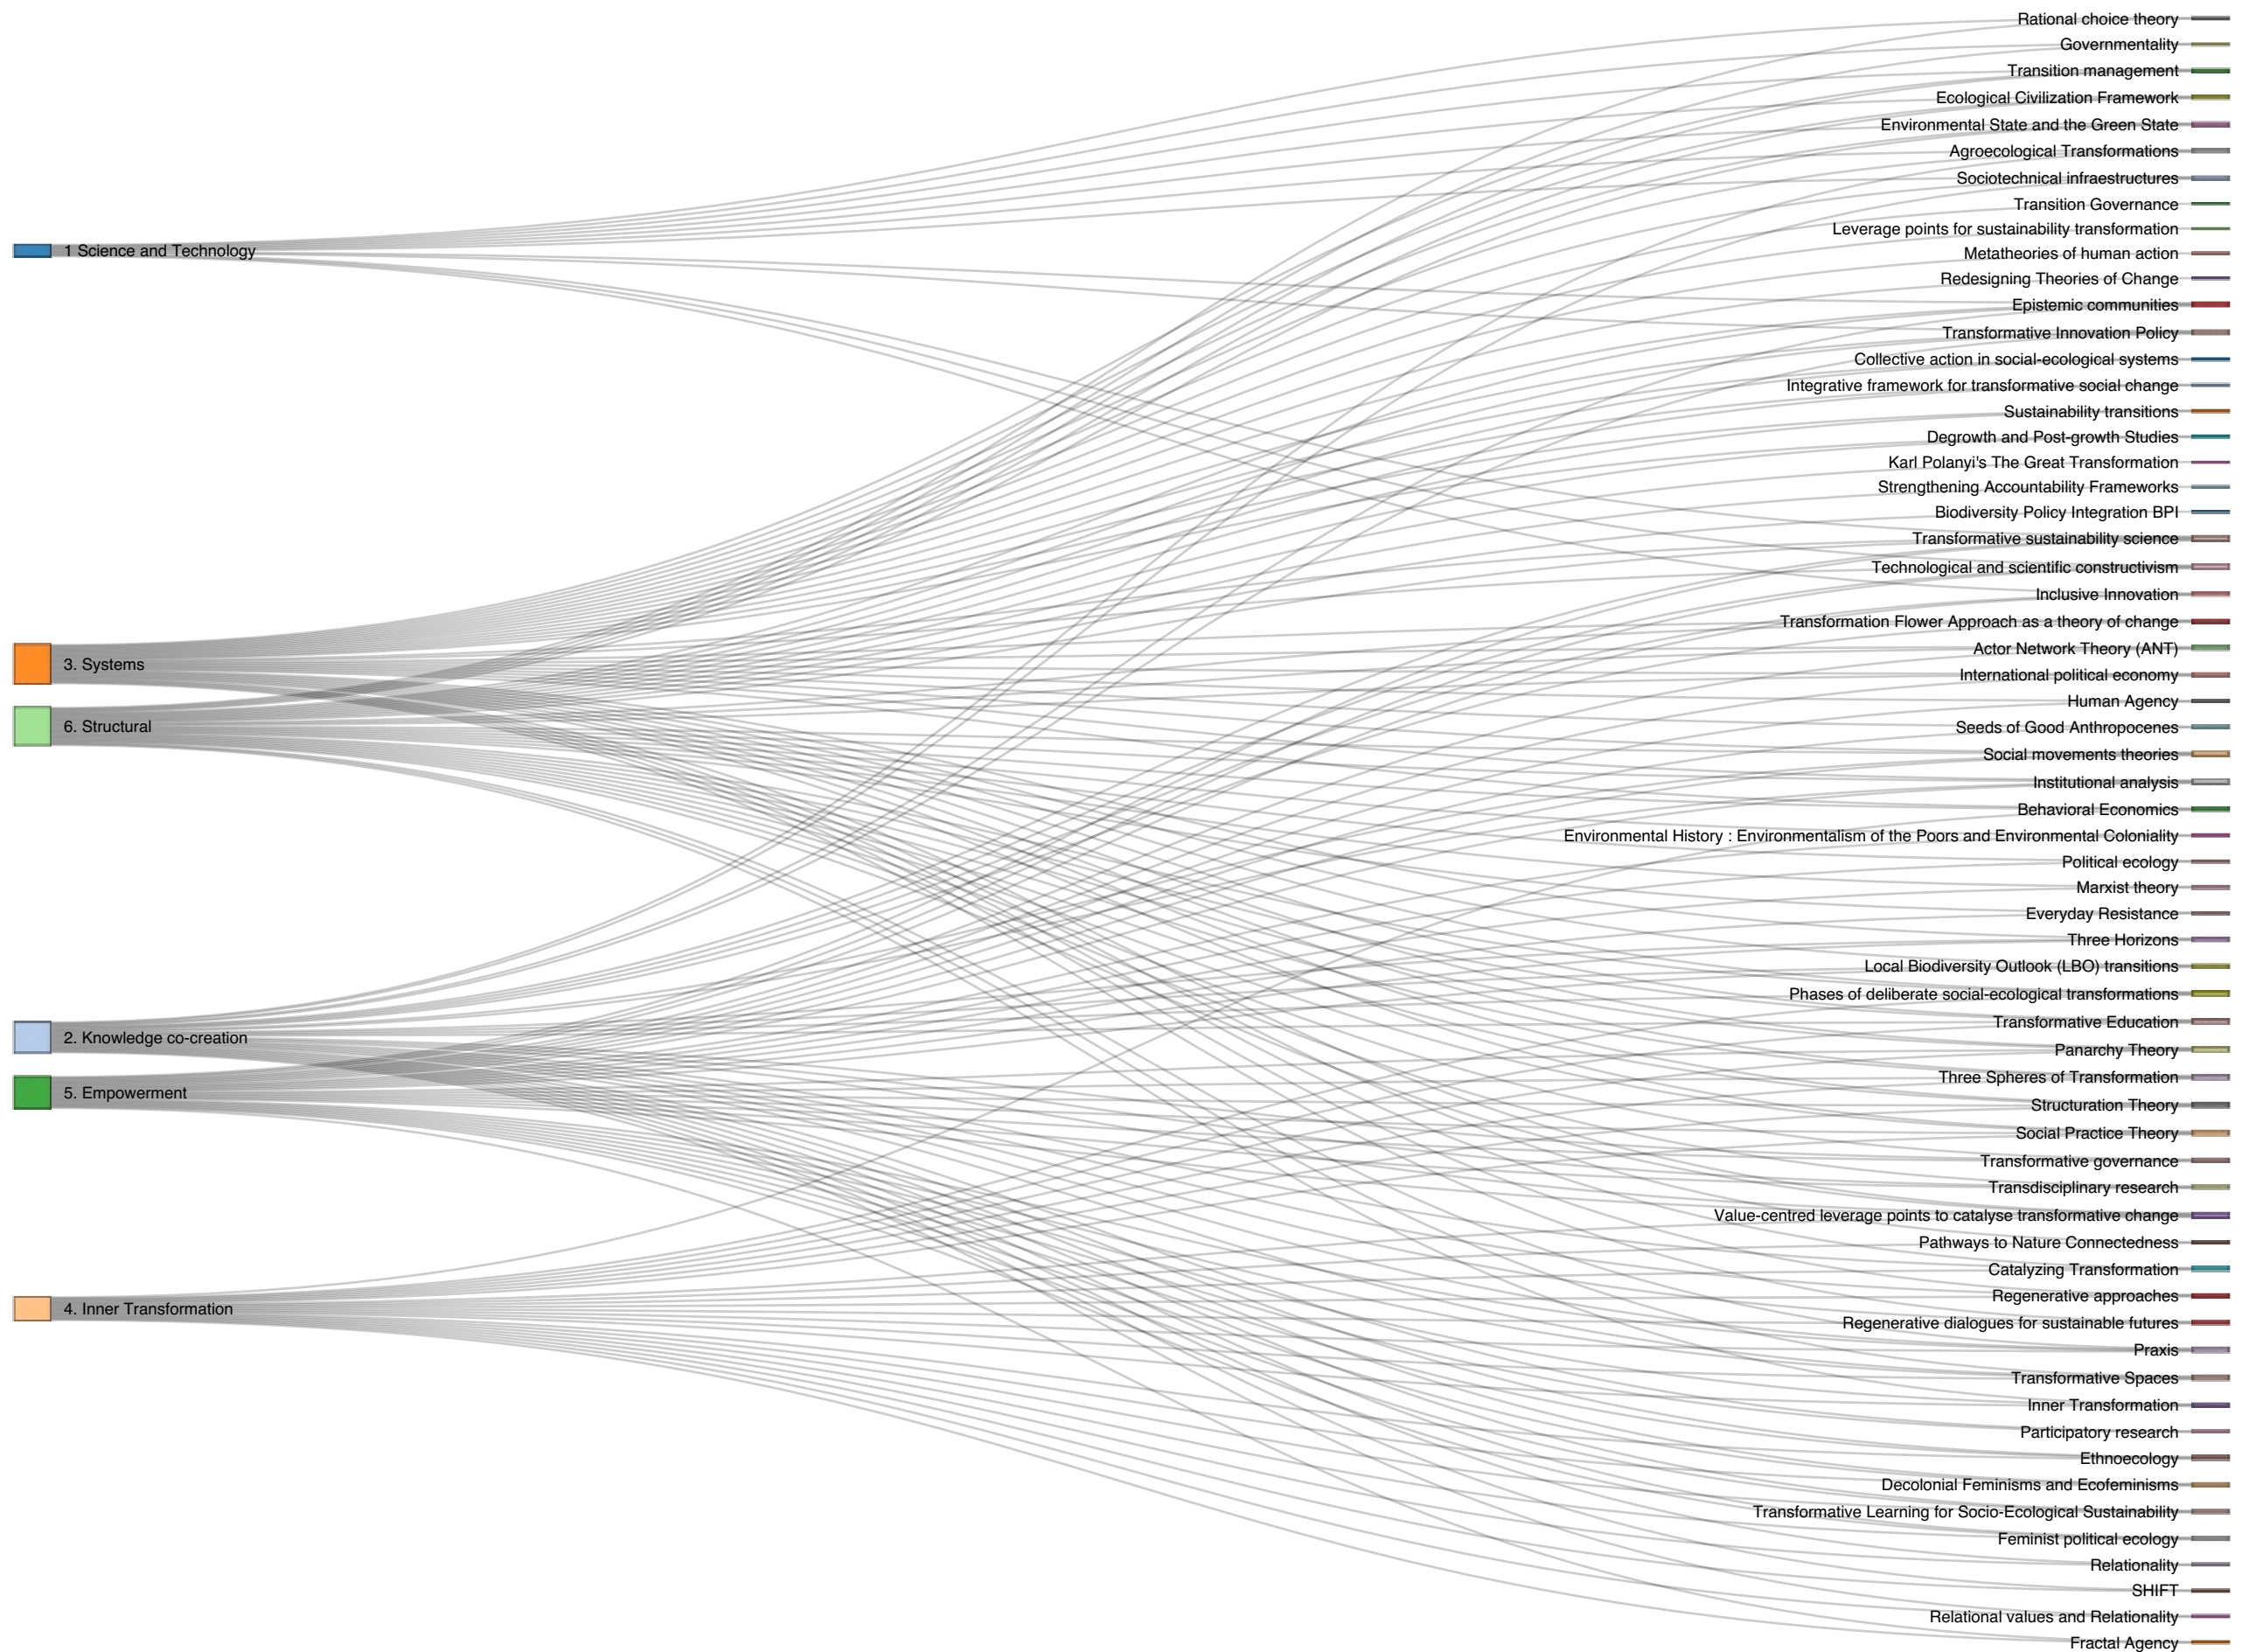 1 Science and Technology
3. Systems
6. Structural
2. Knowledge co-creation
5. Empowerment
4. Inner Transformation
Rational choice theory
Governmentality
Transition management
Ecological Civilization Framework
Environmental State and the Green State
Agroecological Transformations
Sociotechnical infraestructures
Transition Governance
Leverage points for sustainability transformation
Metatheories of human action
Redesigning Theories of Change
Epistemic communities
Transformative Innovation Policy
Collective action in social-ecological systems
Integrative framework for transformative social change
Sustainability transitions
Degrowth and Post-growth Studies
Karl Polanyi's The Great Transformation
Strengthening Accountability Frameworks
Biodiversity Policy Integration BPI
Transformative sustainability science
Technological and scientific constructivism
Inclusive Innovation
Transformation Flower Approach as a theory of change
Actor Network Theory (ANT)
International political economy
Human Agency
Seeds of Good Anthropocenes
Social movements theories
Institutional analysis
Behavioral Economics
Environmental History : Environmentalism of the Poors and Environmental Coloniality
Political ecology
Marxist theory
Everyday Resistance
Three Horizons
Local Biodiversity Outlook (LBO) transitions
Phases of deliberate social-ecological transformations
Transformative Education
Panarchy Theory
Three Spheres of Transformation
Structuration Theory
Social Practice Theory
Transformative governance
Transdisciplinary research
Value-centred leverage points to catalyse transformative change
Pathways to Nature Connectedness
Catalyzing Transformation
Regenerative approaches
Regenerative dialogues for sustainable futures
Praxis
Transformative Spaces
Inner Transformation
Participatory research
Ethnoecology
Decolonial Feminisms and Ecofeminisms
Transformative Learning for Socio-Ecological Sustainability
Feminist political ecology
Relationality
SHIFT
Relational values and Relationality
Fractal Agency